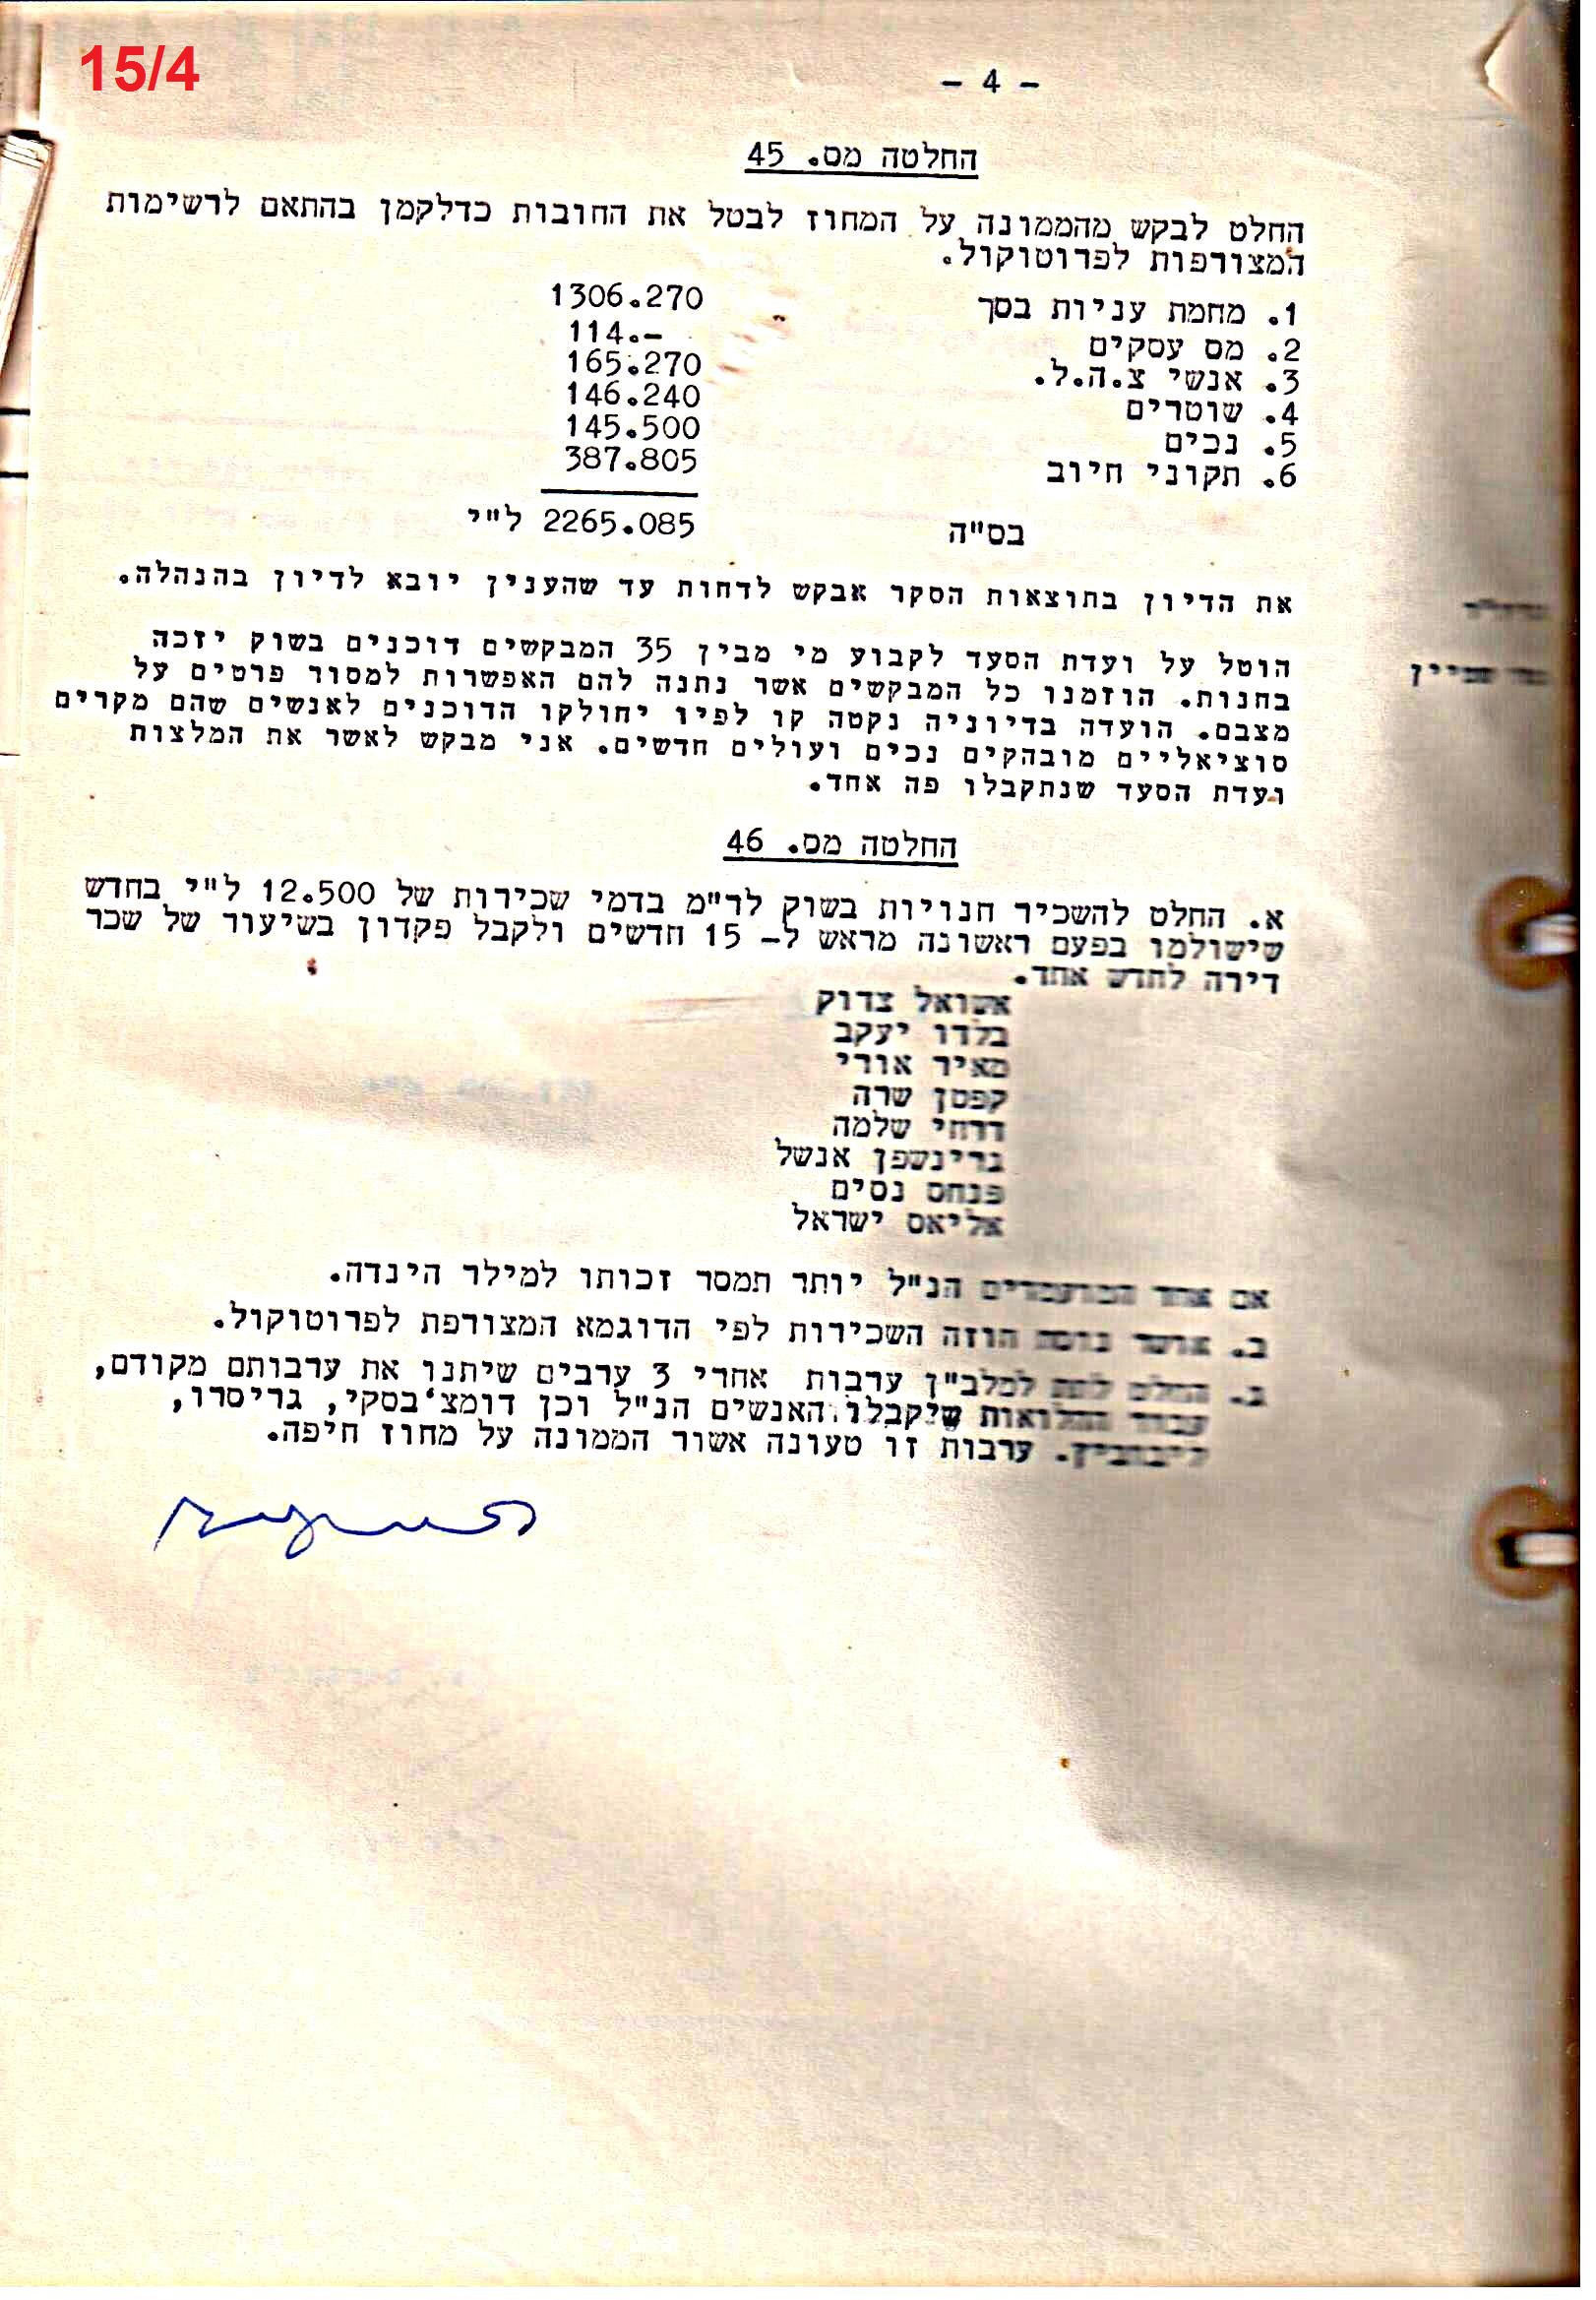 15/4
- 4 -
החלטה מס. 45
החלט לבקש מהממונה על המחוז לבטל את החובות כדלקמן בהתאם לרשימות
המצורפות לפרוטוקול.
1. מחמת עניות בסך 1306.270
2. מס עסקים 114.-
3. אנשי צ.ה.ל. 165.270
4. שוטרים 146.240
5. נכים 145.500
6. תקוני חיוב 387.805
בס"ה 2265.085 ל"י
את הדיון בתוצאות הסקר אבקש לדחות עד שהענין יובא לדיון בהנהלה.
הוטל על ועדת הסעד לקבוע מי מבין 35 המבקשים דוכנים בשוק יזכה
בחנות. הוזמנו כל המבקשים אשר נתנה להם האפשרות למסור פרטים על
מצבם. הועדה בדיוניה נקטה קו לפיו יחולקו הדוכנים לאנשים שהם מקרים
סוציאליים מובהקים נכים ועולים חדשים. אני מבקש לאשר את המלצות
ועדת הסעד שנתקבלו פה אחד.
החלטה מס. 46
א. החלט להשכיר חנויות בשוק לר"מ בדמי שכירות של 12.500 ל"י בחדש
שישולמו בפעם ראשונה מראש ל- 15 חדשים ולקבל פקדון בשיעור של שכר
דירה לחדש אחד.
אשואל צדוק
בלדו יעקב
מאיר אורי
קפטן שרה
דרחי שלמה
גרינשפן אנשל
פנחס נסים
אליאס ישראל
אם אחד המועמדים הנ"ל יותר תמסר זכותו למילר הינדה.
ב. אושר נוסח חוזה השכירות לפי הדוגמא המצורפת לפרוטוקול.
ג. החלט לתת למלב"ן ערבות אחרי 3 ערבים שיתנו את ערבותם מקודם,
עבור ההלואות שיקבלו האנשים הנ"ל וכן דומצ'בסקי, גריסרו,
ערבות זו טעונה אשור הממונה על מחוז חיפה.